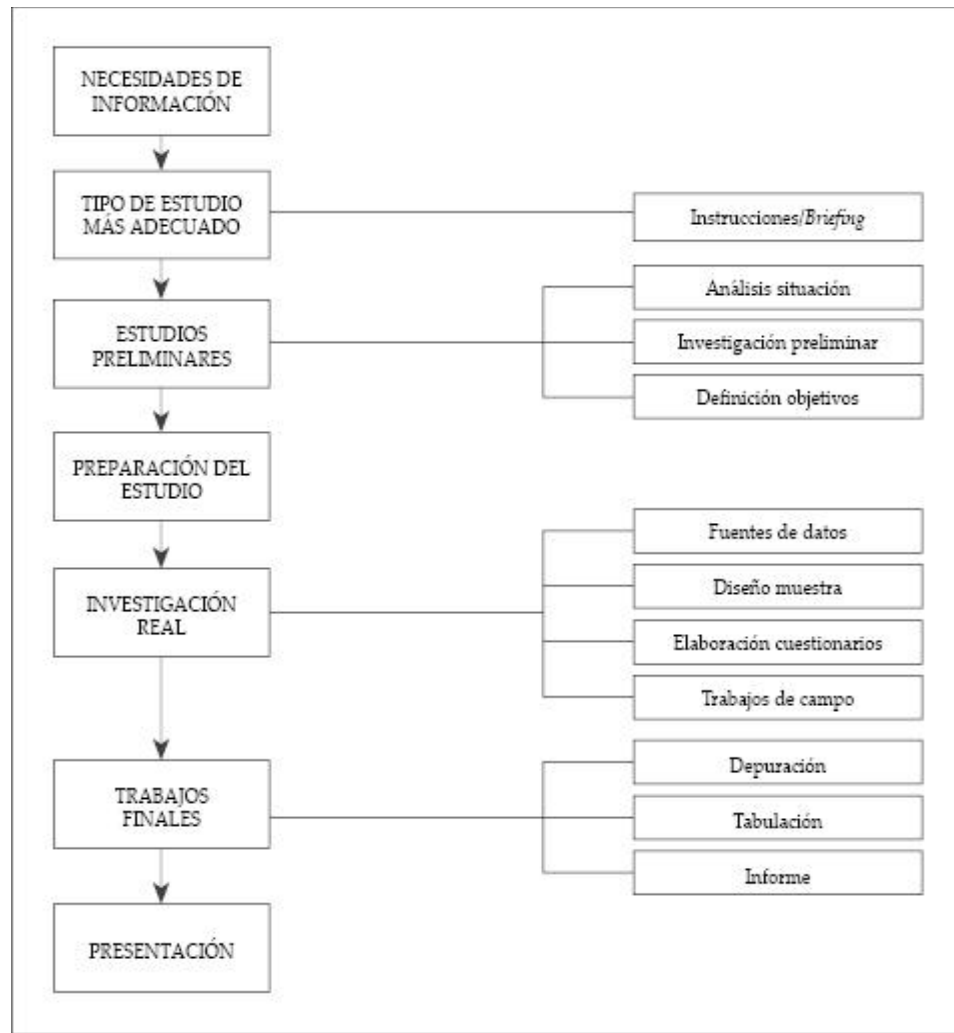 NECESIDADES DE
INFORMACIÓN
TIPO DE ESTUDIO
MÁS ADECUADO
Instrucciones/Briefing
ESTUDIOS
PRELIMINARES
Análisis situación
Investigación preliminar
Definición objetivos
PREPARACIÓN DEL
ESTUDIO
INVESTIGACIÓN
REAL
Fuentes de datos
Diseño muestra
Elaboración cuestionarios
Trabajos de campo
TRABAJOS
FINALES
Depuración
Tabulación
Informe
PRESENTACIÓN